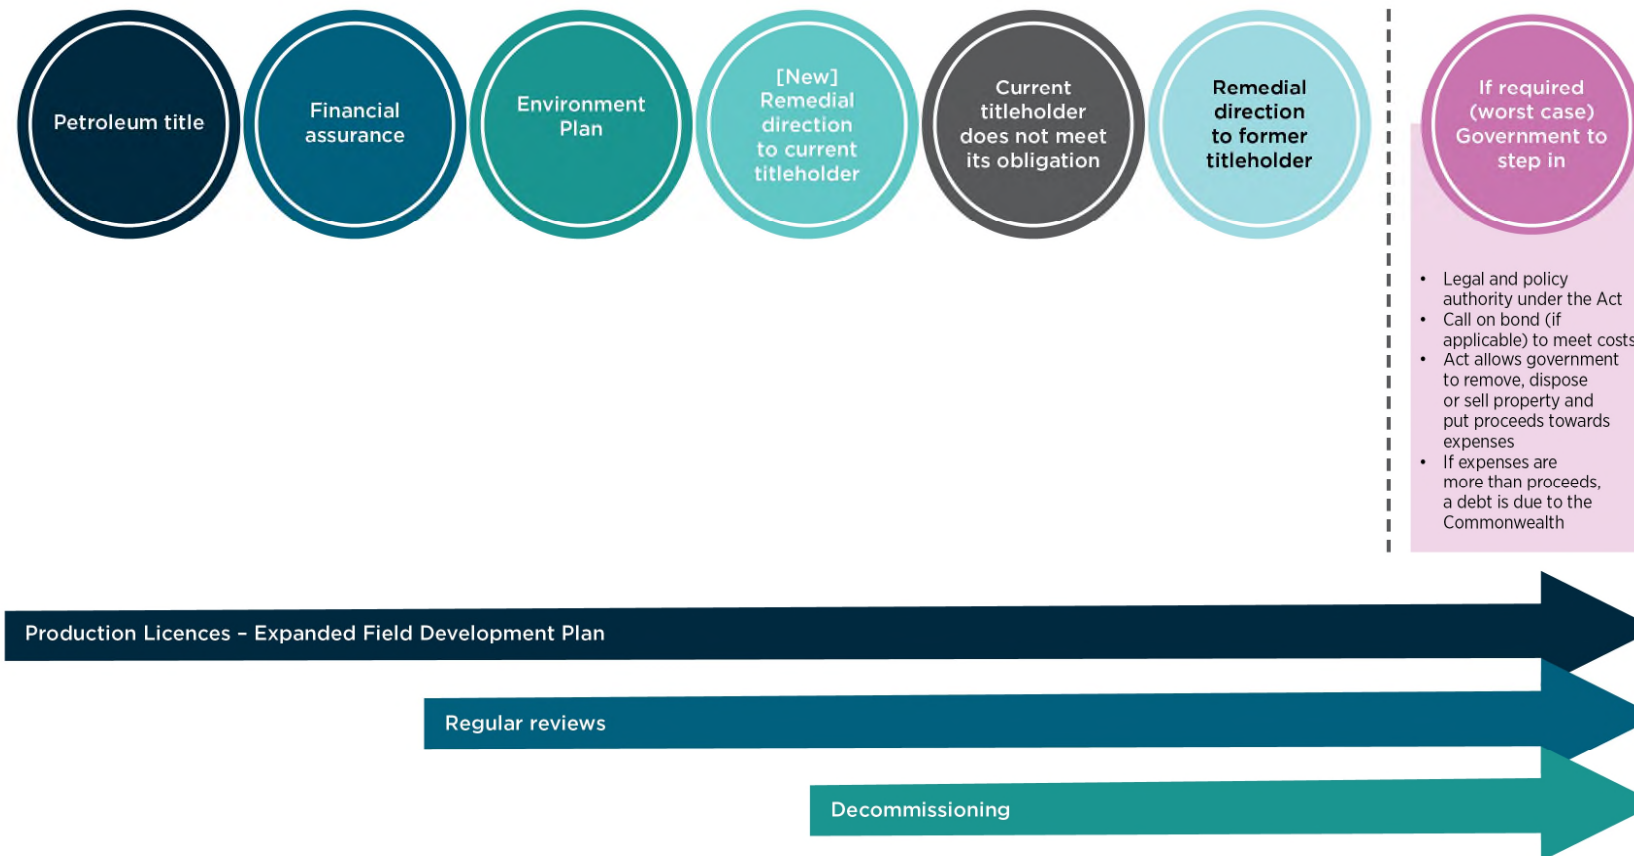 Petroleum title
Financial
assurance
Environment
Plan
[New]
Remedial
direction
to current
titleholder
Current
titleholder
does not meet
its obligation
Remedial
direction
to former
titleholder
If required
(worst case)
Government to
step in
• Legal and policy
authority under the Act
• Call on bond (if
applicable) to meet costs
• Act allows government
to remove, dispose
or sell property and
put proceeds towards
expenses
• If expenses are
more than proceeds,
a debt is due to the
Commonwealth
Production Licences – Expanded Field Development Plan
Regular reviews
Decommissioning